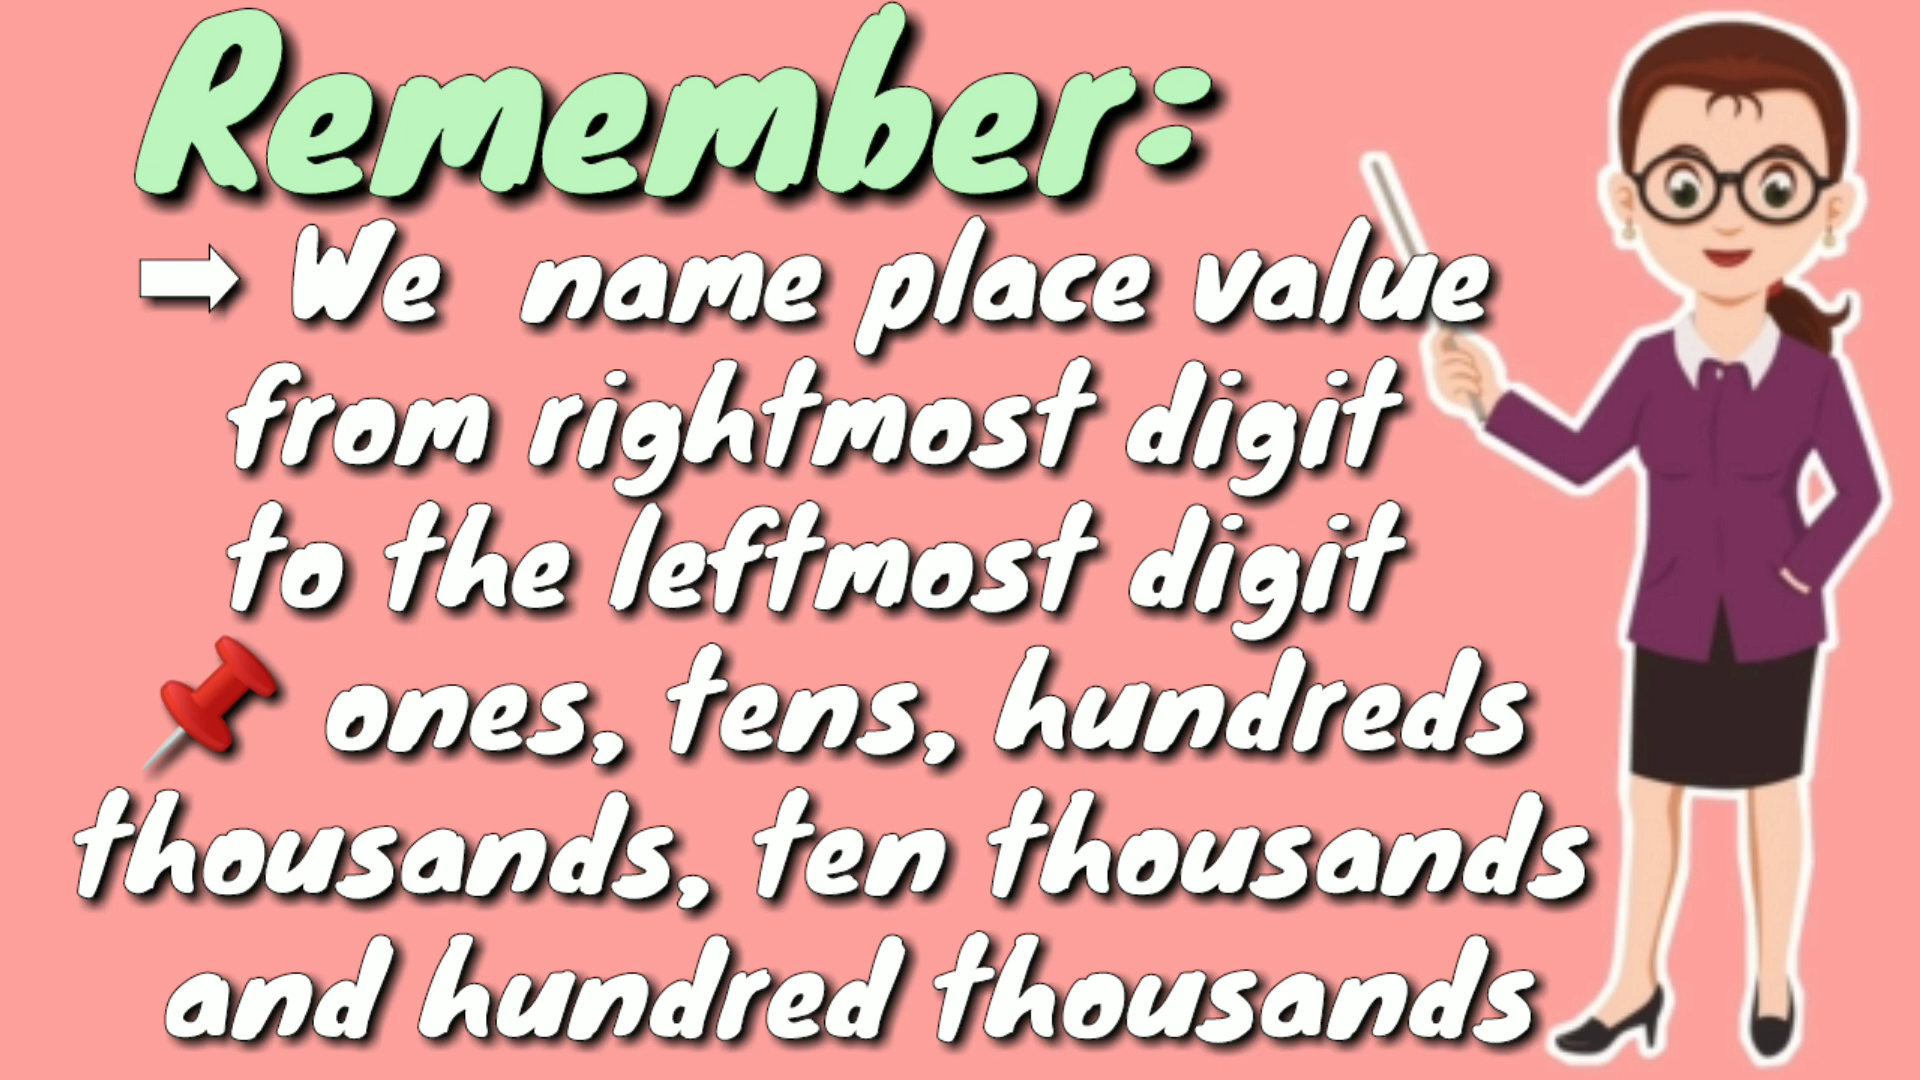 Remember:
➡ We name place value
from rightmost digit
to the leftmost digit
📌 ones, tens, hundreds
thousands, ten thousands
and hundred thousands